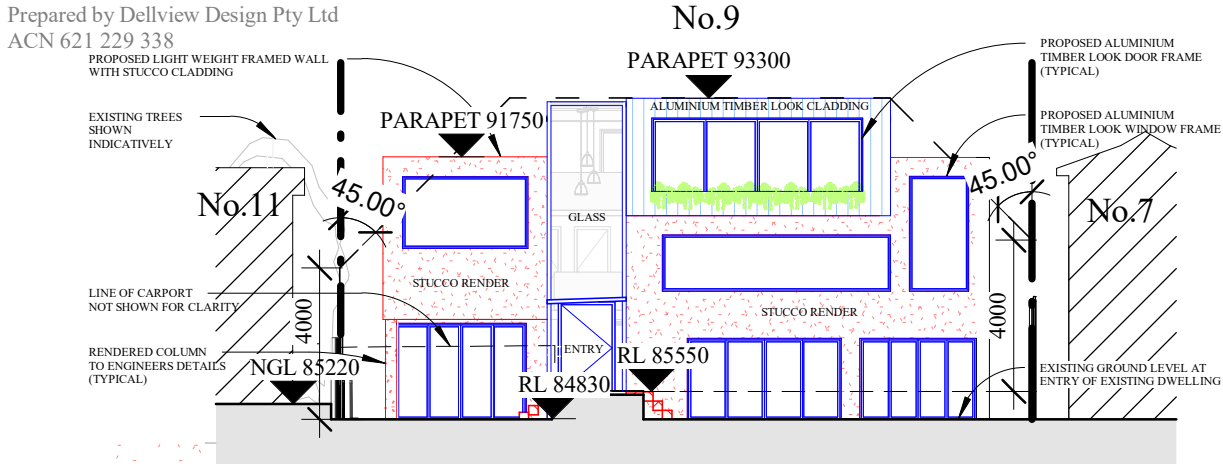 Prepared by Dellview Design Pty Ltd
ACN 621 229 338
No.9
PROPOSED LIGHT WEIGHT FRAMED WALL
WITH STUCCO CLADDING
PARAPET 93300
PROPOSED ALUMINIUM
TIMBER LOOK DOOR FRAME
(TYPICAL)
ALUMINIUM TIMBER LOOK CLADDING
EXISTING TREES
SHOWN
INDICATIVELY
PARAPET 91750
PROPOSED ALUMINIUM
TIMBER LOOK WINDOW FRAME
(TYPICAL)
No.11
45.00°
GLASS
45.00°
No.7
STUCCO RENDER
LINE OF CARPORT
NOT SHOWN FOR CLARITY
4000
STUCCO RENDER
4000
RENDERED COLUMN
TO ENGINEERS DETAILS
(TYPICAL)
NGL 85220
ENTRY
RL 85550
RL 84830
EXISTING GROUND LEVEL AT
ENTRY OF EXISTING DWELLING